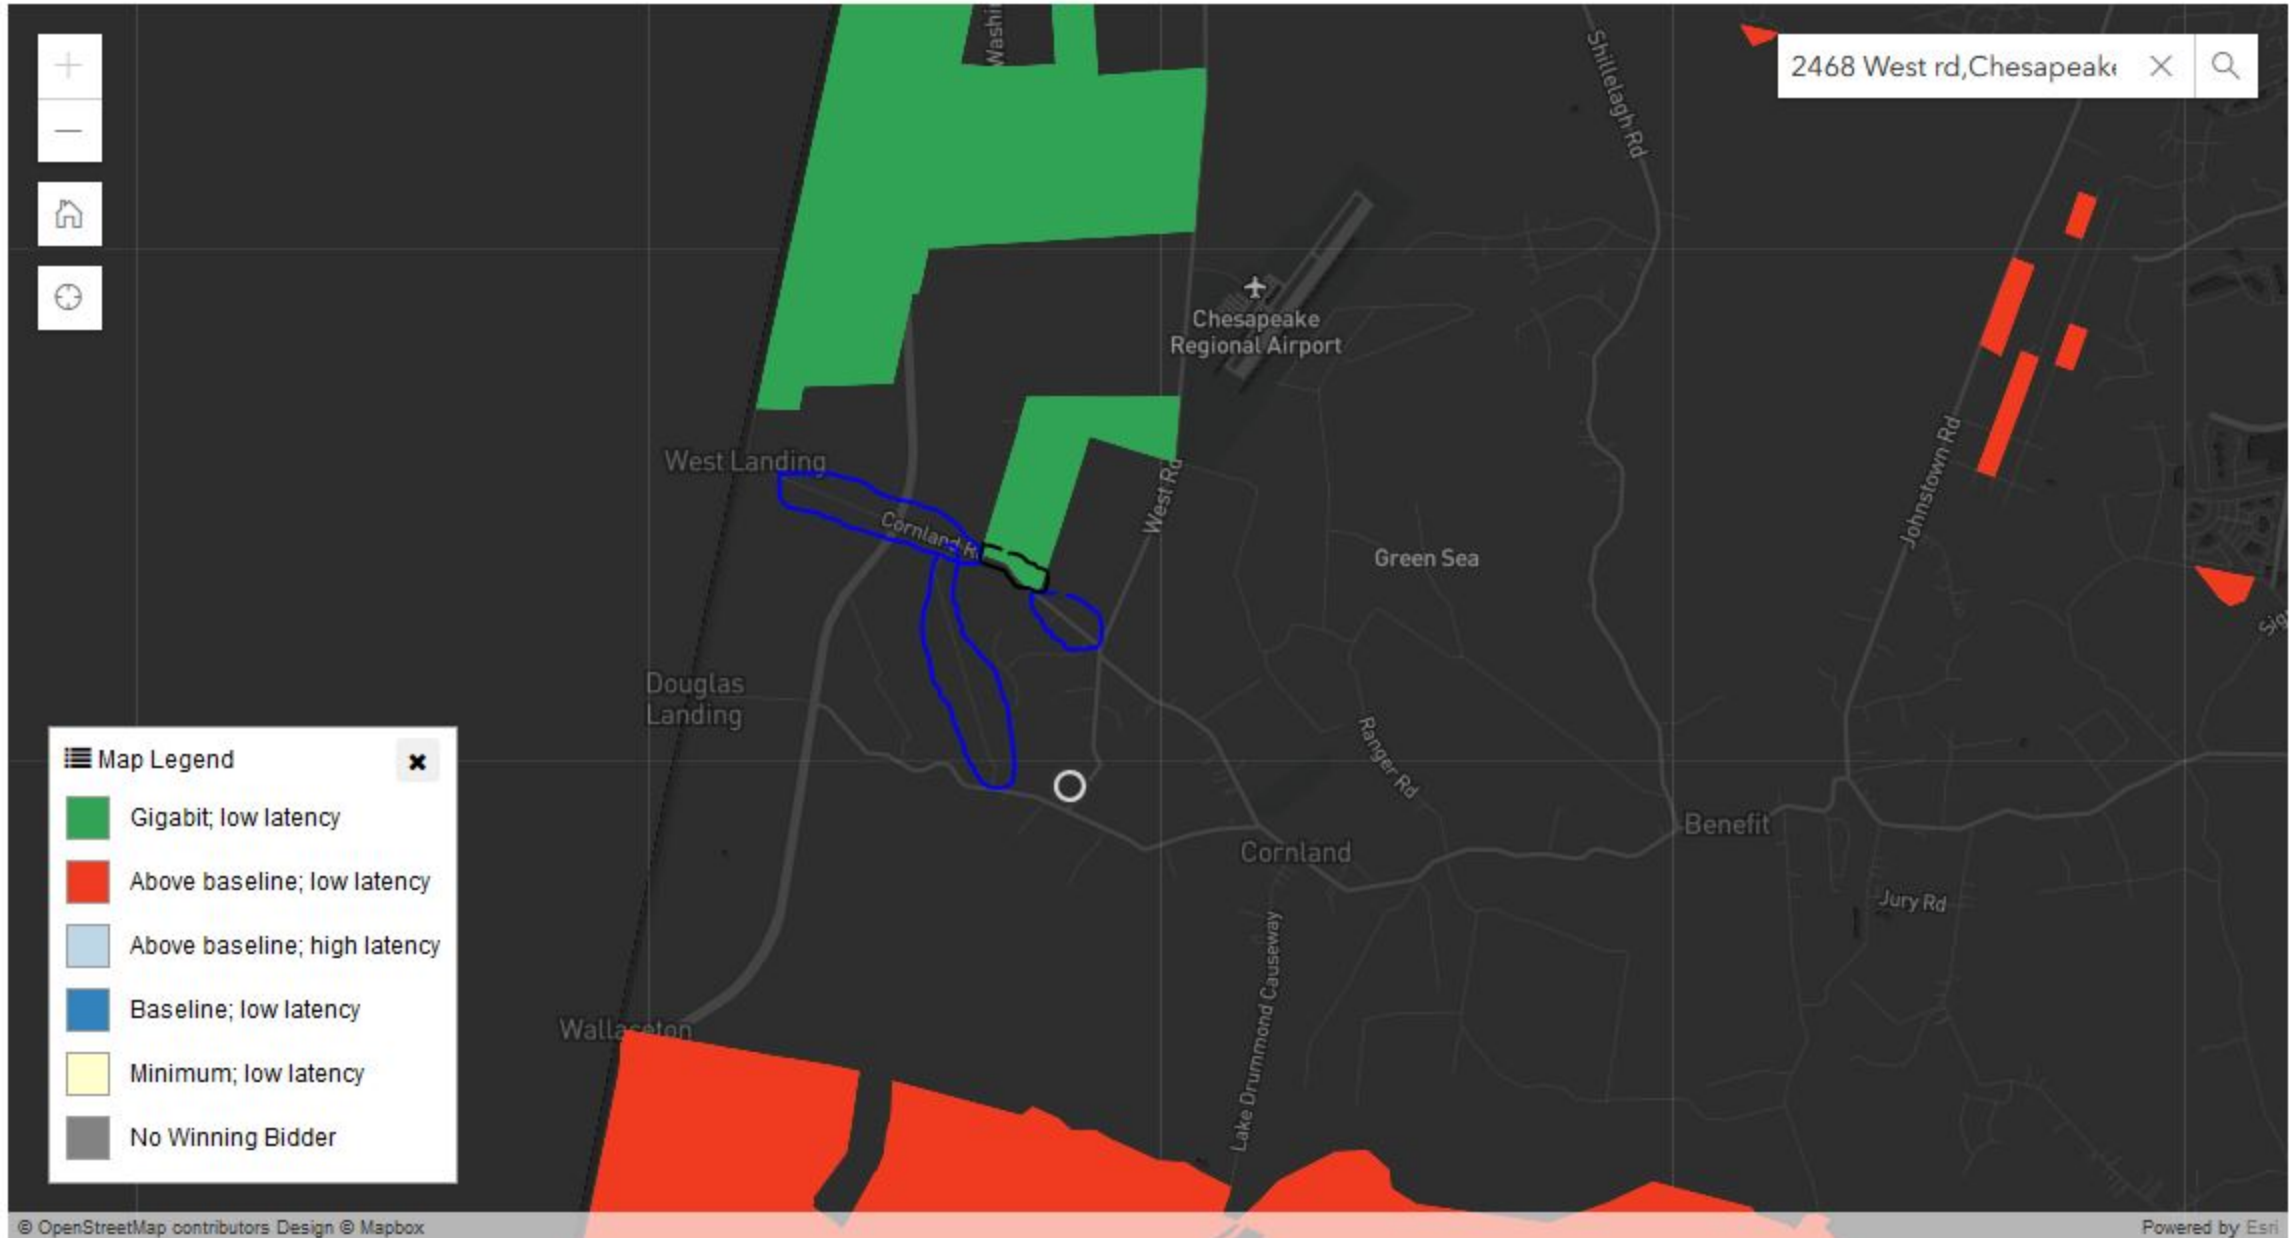 Washi
Shillelagh Rd
2468 West rd,Chesapeake
Chesapeake
Regional Airport
West Landing
West Rd
Johnstown Rd
Cornland R
Green Sea
Sig
Douglas
Landing
Ranger Rd
Map Legend
Gigabit; low latency
Benefit
Cornland
Above baseline; low latency
Jury Rd
Above baseline; high latency
Lake Drummond Causeway
Baseline; low latency
Wallaceton
Minimum; low latency
No Winning Bidder
© OpenStreetMap contributors Design © Mapbox
Powered by Esri